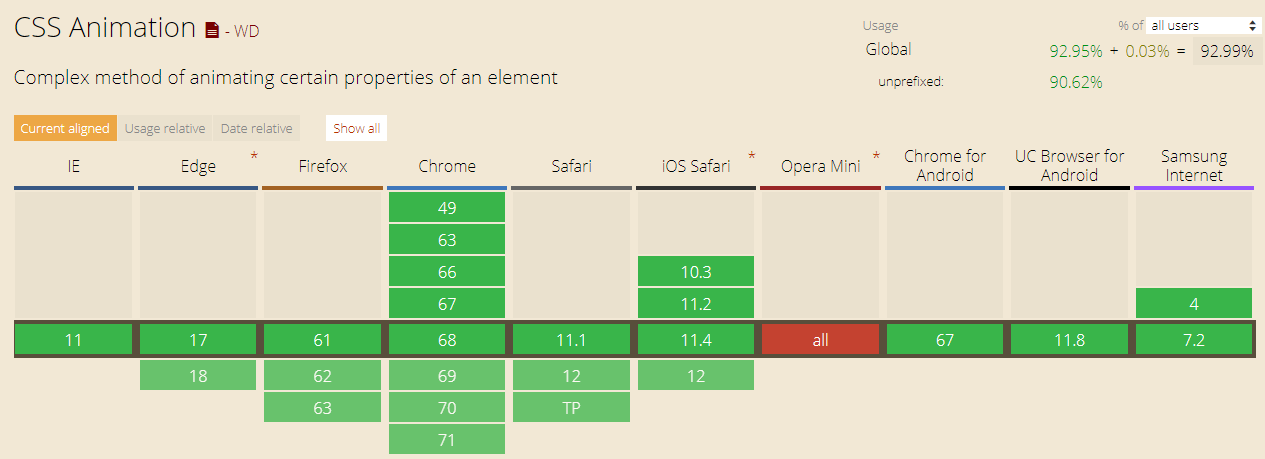 CSS Animation - WD
Usage % of all users
Global 92.95% + 0.03% = 92.99%
Complex method of animating certain properties of an element
unprefixed: 90.62%
Current aligned Usage relative Date relative Show all
IE Edge * Firefox Chrome Safari iOS Safari * Opera Mini * Chrome for Android UC Browser for Android Samsung Internet
49
63
66 10.3
67 11.2 4
11 17 61 68 11.1 11.4 all 67 11.8 7.2
18 62 69 12 12
63 70 TP
71